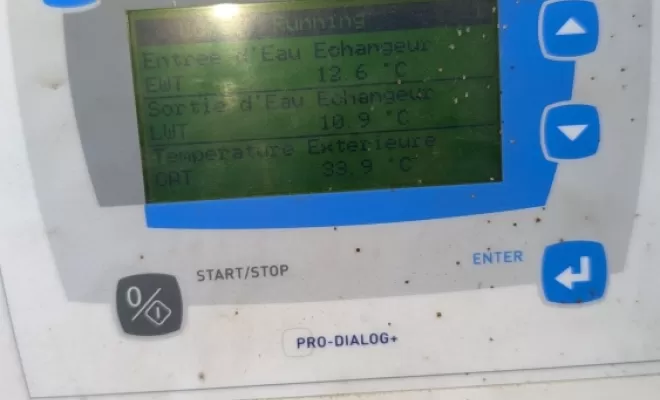 Running
Entree d'Eau Echangeur
EWT 12.6 °C
Sortie d'Eau Echangeur
LWT 10.9 °C
Temperature Exterieure
OAT 33.9 °C
START/STOP
ENTER
PRO-DIALOG+